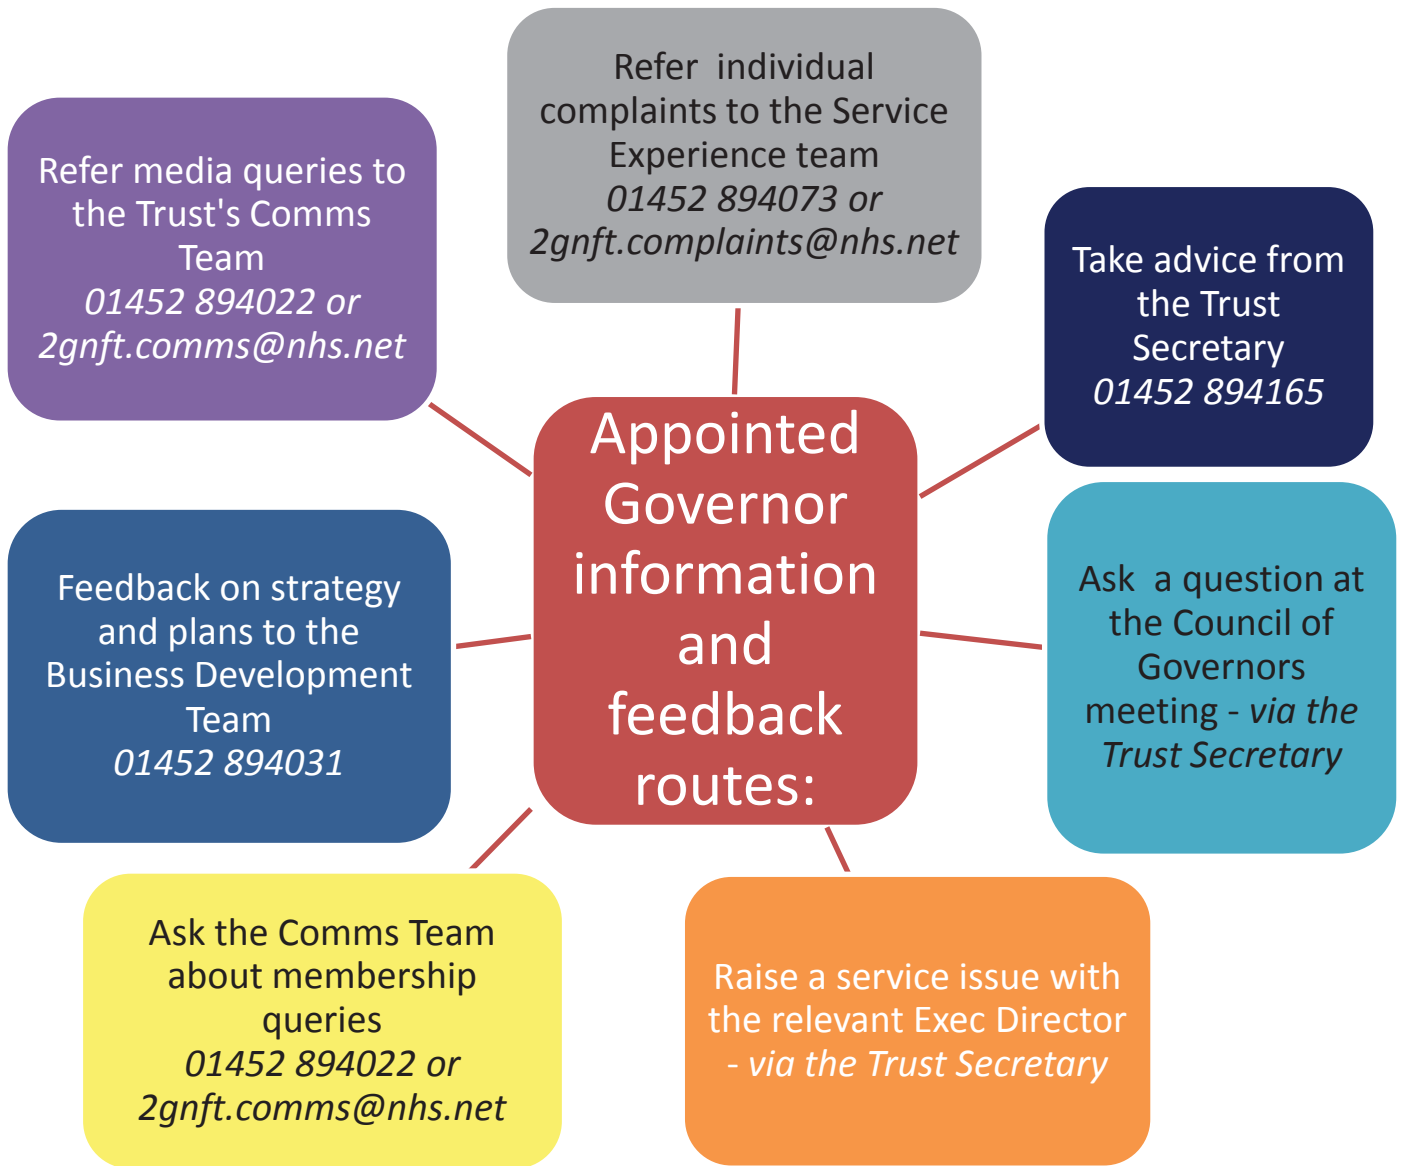 Refer individual
complaints to the Service
Experience team
01452 894073 or
2gnft.complaints@nhs.net
Refer media queries to
the Trust's Comms
Team
01452 894022 or
2gnft.comms@nhs.net
Take advice from
the Trust
Secretary
01452 894165
Appointed
Governor
information
and
feedback
routes:
Feedback on strategy
and plans to the
Business Development
Team
01452 894031
Ask a question at
the Council of
Governors
meeting - via the
Trust Secretary
Ask the Comms Team
about membership
queries
01452 894022 or
2gnft.comms@nhs.net
Raise a service issue with
the relevant Exec Director
- via the Trust Secretary